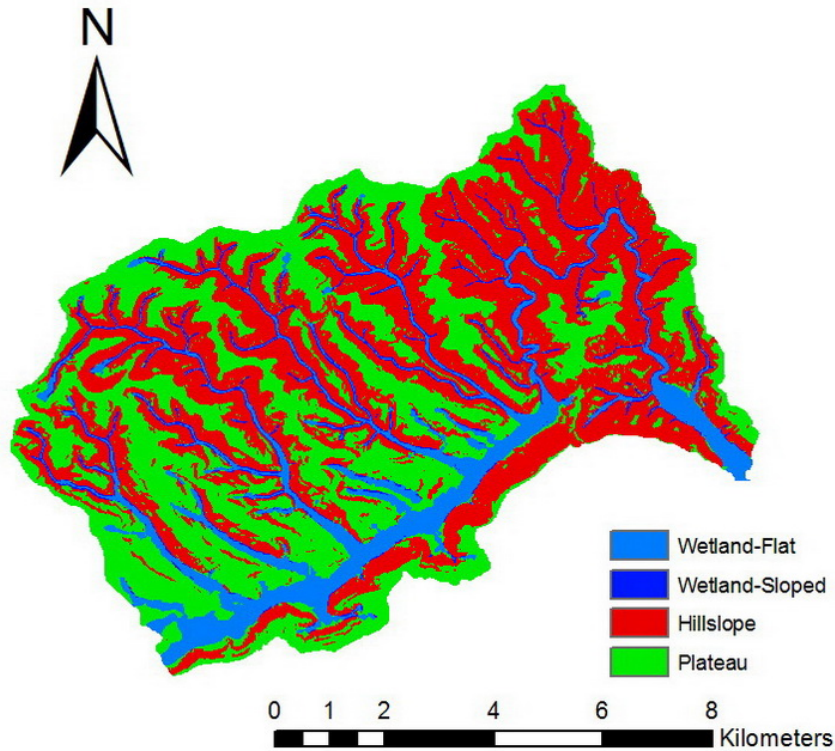 N
Wetland-Flat
Wetland-Sloped
Hillslope
Plateau
0 1 2 4 6 8
Kilometers